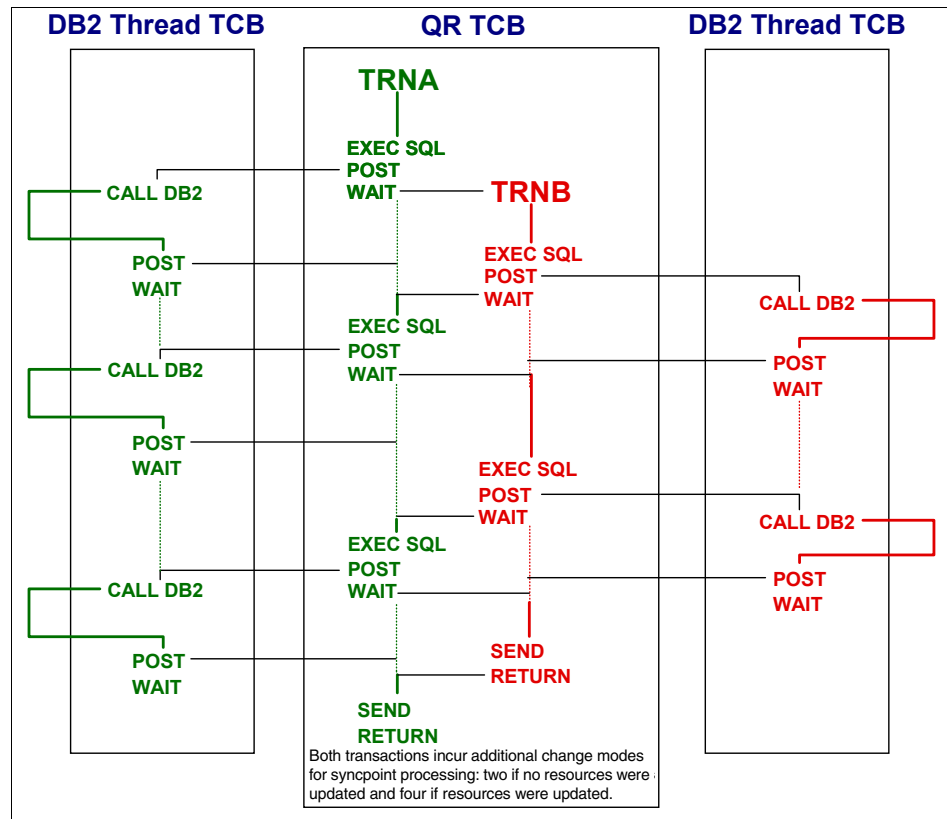 DB2 Thread TCB
QR TCB
DB2 Thread TCB
TRNA
EXEC SQL
POST
WAIT
CALL DB2
TRNB
EXEC SQL
POST
WAIT
POST
WAIT
CALL DB2
EXEC SQL
POST
WAIT
CALL DB2
POST
WAIT
POST
WAIT
EXEC SQL
POST
WAIT
CALL DB2
EXEC SQL
POST
WAIT
CALL DB2
POST
WAIT
POST
WAIT
SEND
RETURN
SEND
RETURN
Both transactions incur additional change modes
for syncpoint processing: two if no resources were
updated and four if resources were updated.